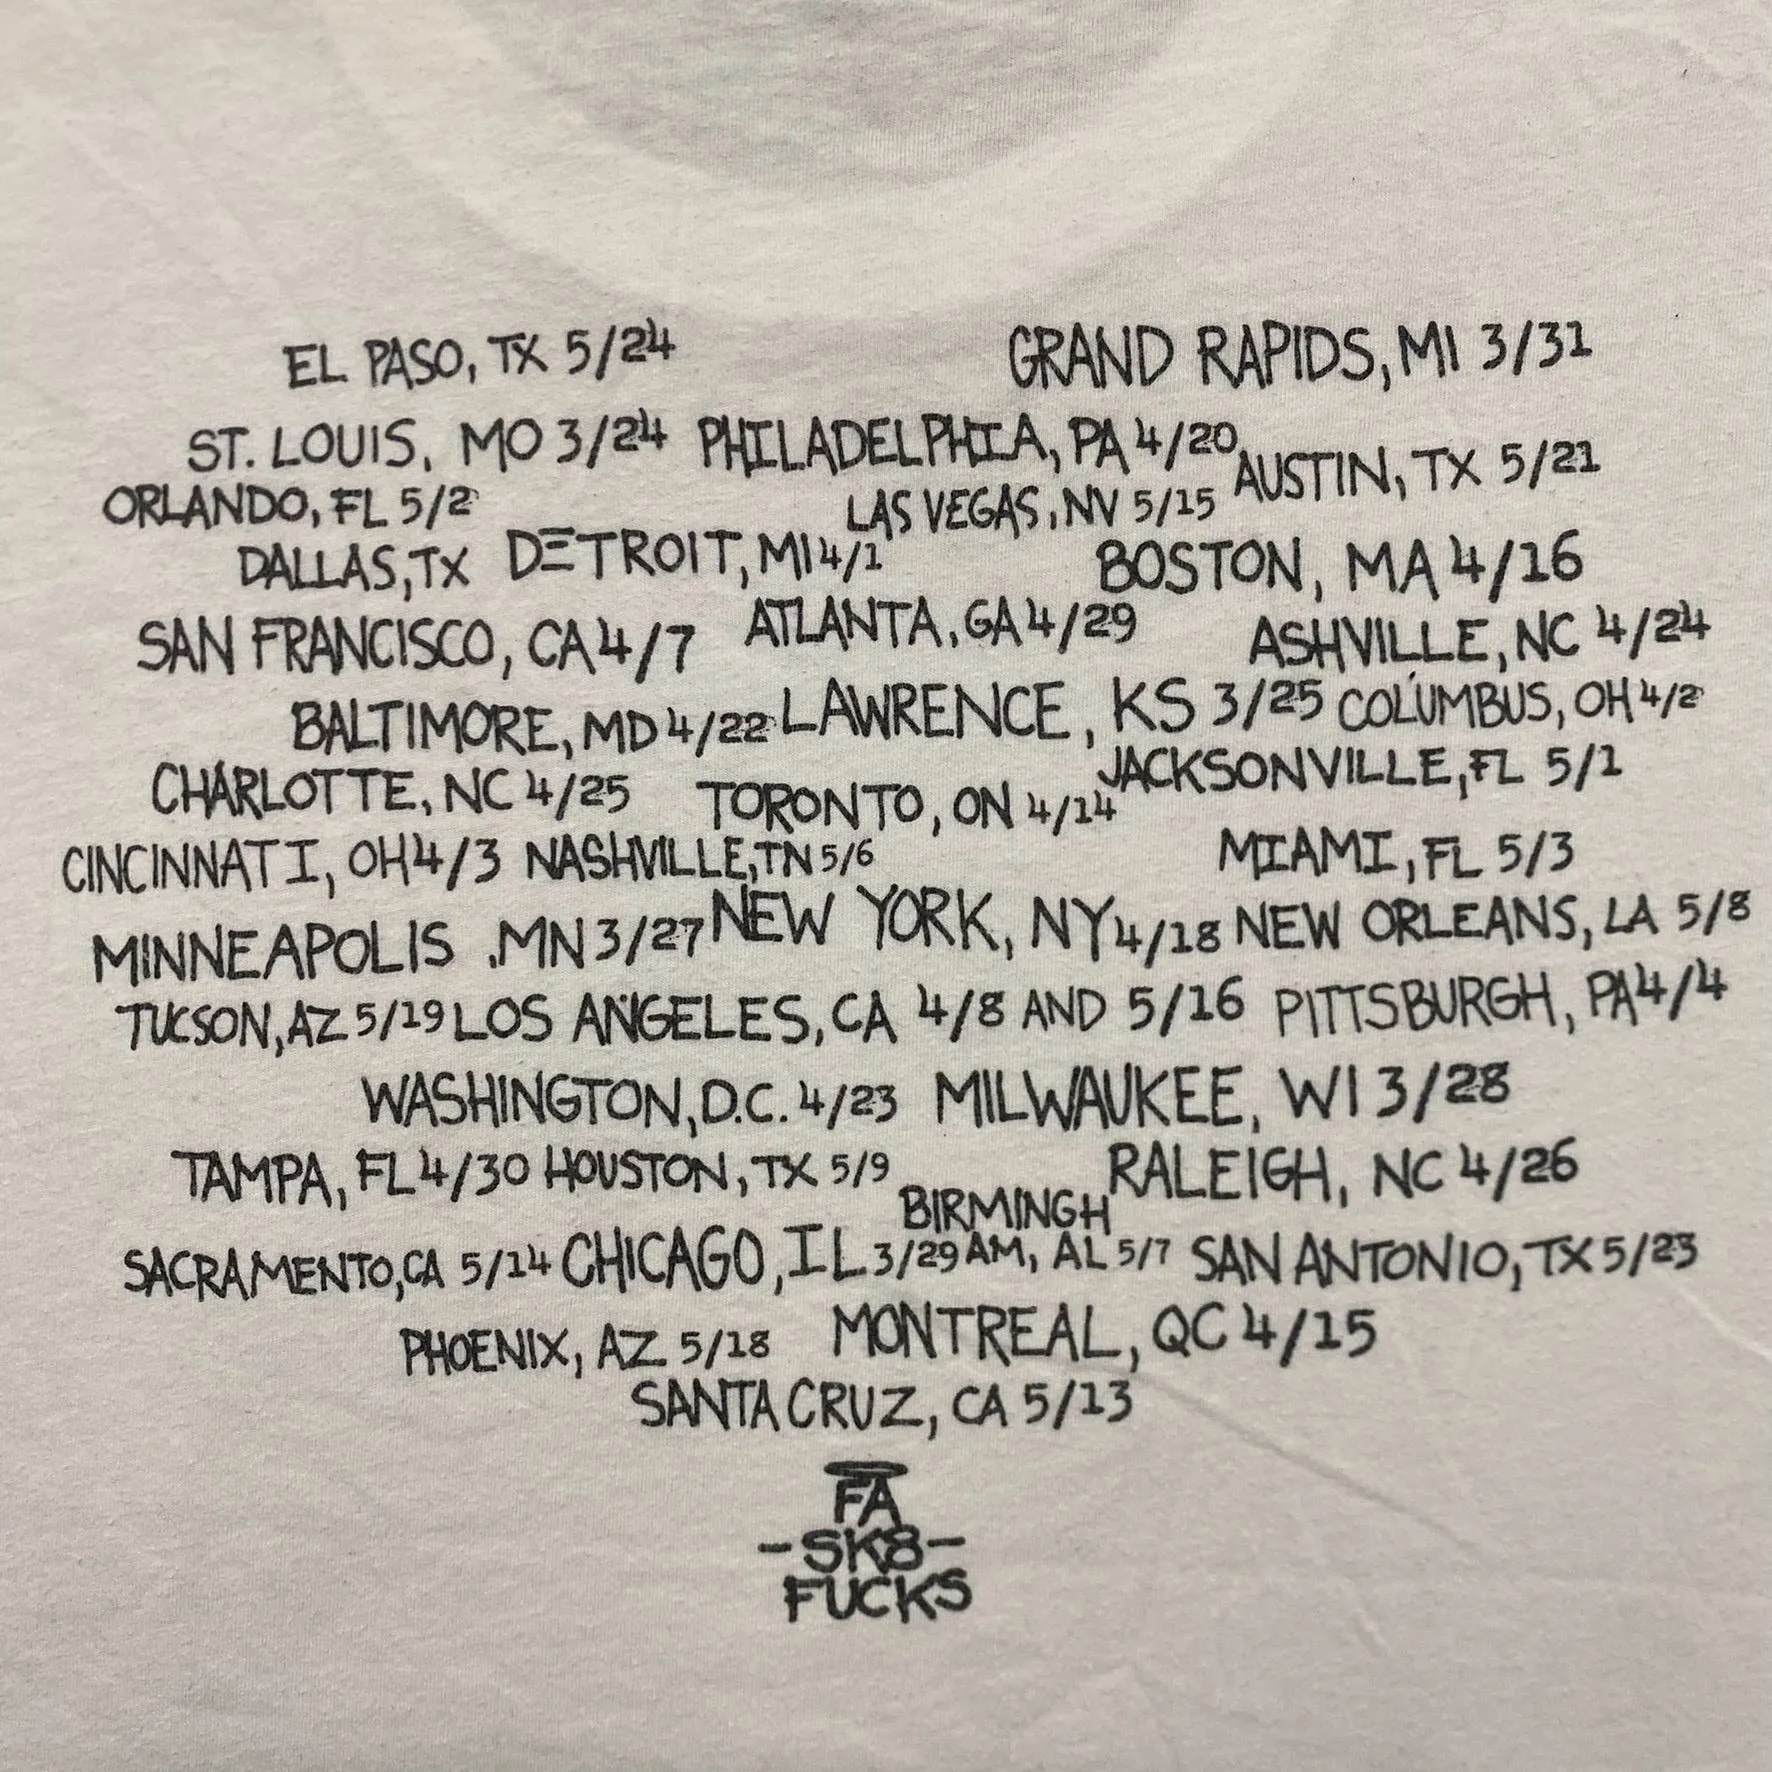 EL PASO, TX 5/24 GRAND RAPIDS, MI 3/31
ST. LOUIS, MO 3/24 PHILADELPHIA, PA 4/20 AUSTIN, TX 5/21
ORLANDO, FL 5/2 LAS VEGAS, NV 5/15
DALLAS, TX DETROIT, MI 4/1 BOSTON, MA 4/16
SAN FRANCISCO, CA 4/7 ATLANTA, GA 4/29 ASHVILLE, NC 4/24
BALTIMORE, MD 4/22 LAWRENCE, KS 3/25 COLUMBUS, OH 4/2
CHARLOTTE, NC 4/25 TORONTO, ON 4/14 JACKSONVILLE, FL 5/1
CINCINNATI, OH 4/3 NASHVILLE, TN 5/6 MIAMI, FL 5/3
MINNEAPOLIS .MN 3/27 NEW YORK, NY 4/18 NEW ORLEANS, LA 5/8
TUCSON, AZ 5/19 LOS ANGELES, CA 4/8 AND 5/16 PITTSBURGH, PA 4/4
WASHINGTON, D.C. 4/23 MILWAUKEE, WI 3/28
TAMPA, FL 4/30 HOUSTON, TX 5/9 RALEIGH, NC 4/26
BIRMINGH
SACRAMENTO, CA 5/14 CHICAGO, IL 3/29 AM, AL 5/7 SAN ANTONIO, TX 5/23
PHOENIX, AZ 5/18 MONTREAL, QC 4/15
SANTA CRUZ, CA 5/13
FA
-SK8-
FUCKS